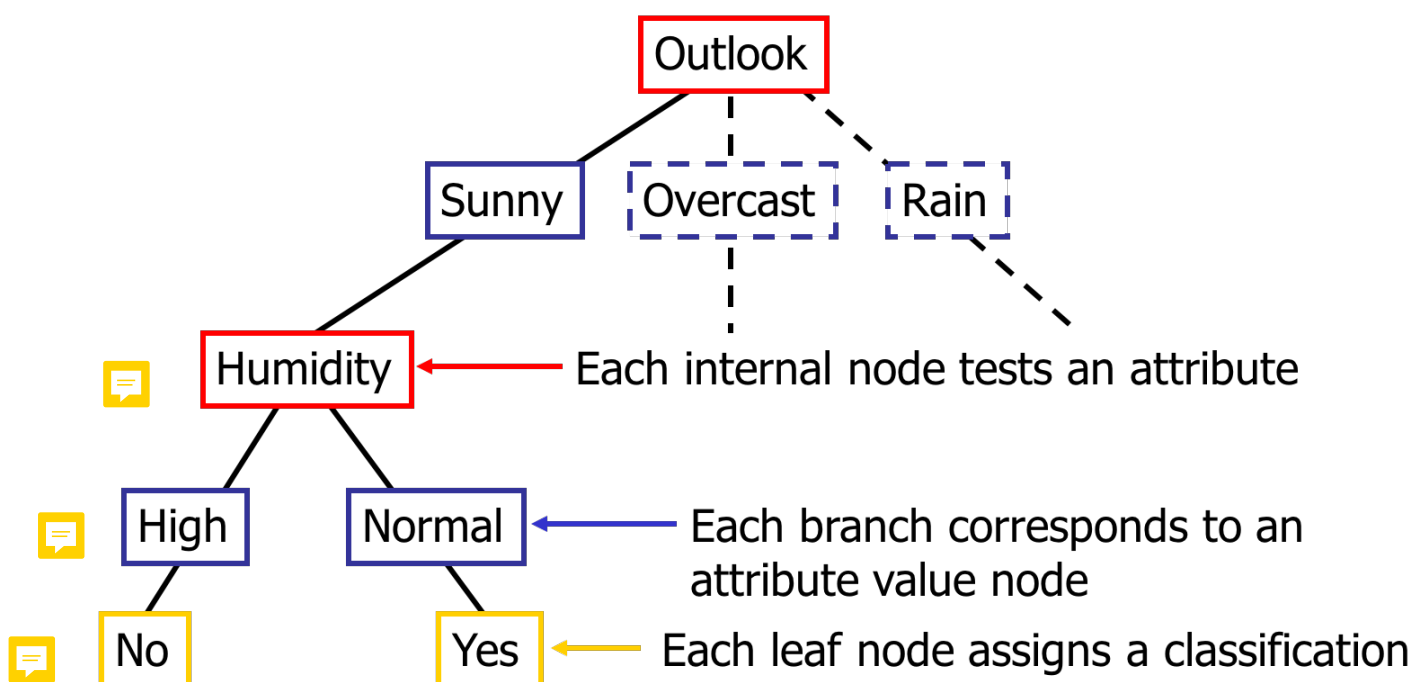 Outlook
Sunny
Overcast
Rain
Humidity
Each internal node tests an attribute
High
Normal
Each branch corresponds to an
attribute value node
No
Yes
Each leaf node assigns a classification